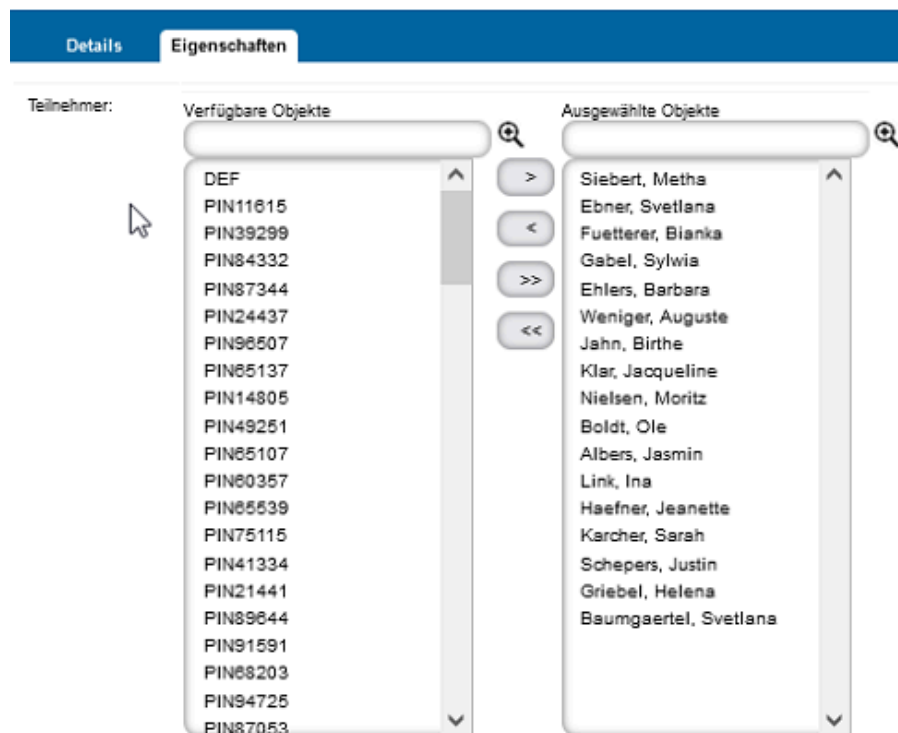 Details Eigenschaften
Teilnehmer:
Verfügbare Objekte
DEF
PIN11615
PIN39299
PIN84332
PIN87344
PIN24437
PIN96507
PIN65137
PIN14805
PIN49251
PIN65107
PIN60357
PIN65539
PIN75115
PIN41334
PIN21441
PIN89644
PIN91591
PIN68203
PIN94725
PIN87053
>
<
>>
<<
Ausgewählte Objekte
Siebert, Metha
Ebner, Svetlana
Fuetterer, Bianka
Gabel, Sylwia
Ehlers, Barbara
Weniger, Auguste
Jahn, Birthe
Klar, Jacqueline
Nielsen, Moritz
Boldt, Ole
Albers, Jasmin
Link, Ina
Haefner, Jeanette
Karcher, Sarah
Schepers, Justin
Griebel, Helena
Baumgaertel, Svetlana